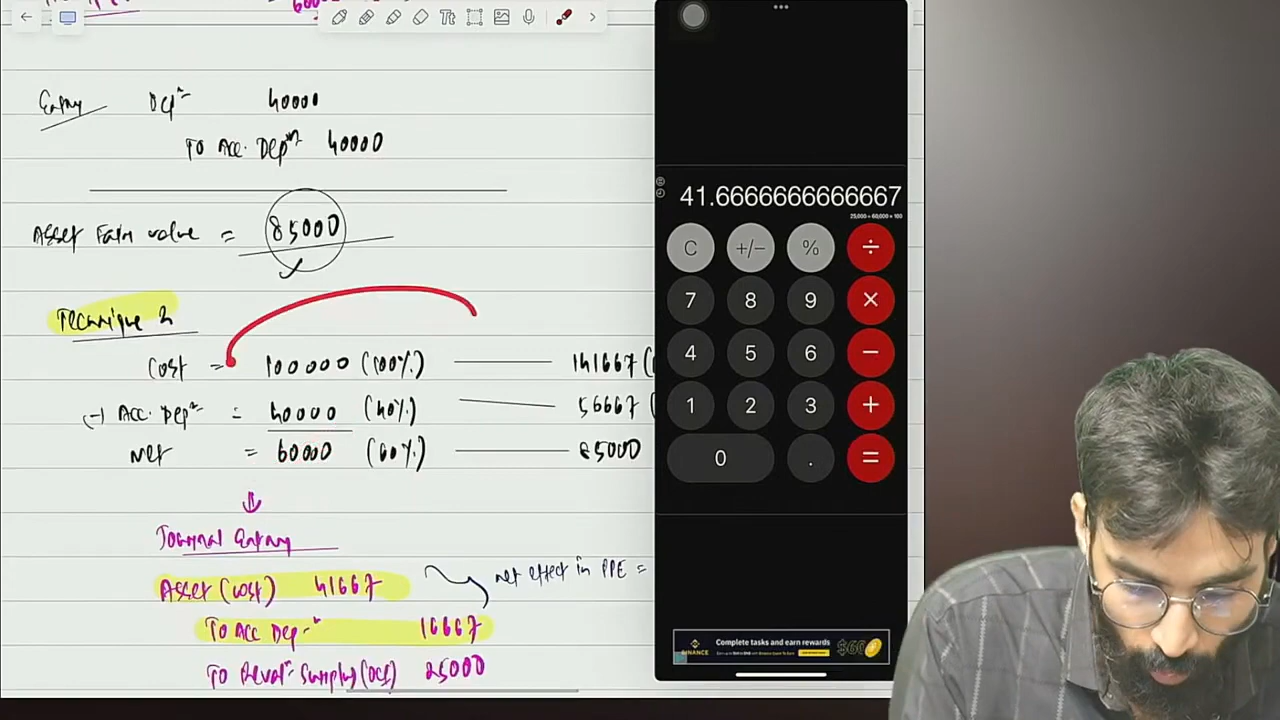 Entry Depⁿ 40000
To Acc. Depⁿ 40000
Asset Fair value = 85000
Technique 2
Cost = 100000 (100%) 141667 (
(-) Acc. Depⁿ = 40000 (40%) 56667 (
Net = 60000 (60%) 85000
Journal Entry
Asset (cost) 41667
net effect in PPE =
To Acc Depⁿ 16667
To Revalⁿ Surplus (OCI) 25000
Tt
41.6666666666667
25,000 ÷ 60,000 × 100
C +/− % ÷
7 8 9 ×
4 5 6 −
1 2 3 +
0 . =
Complete tasks and earn rewards
BINANCE
$60